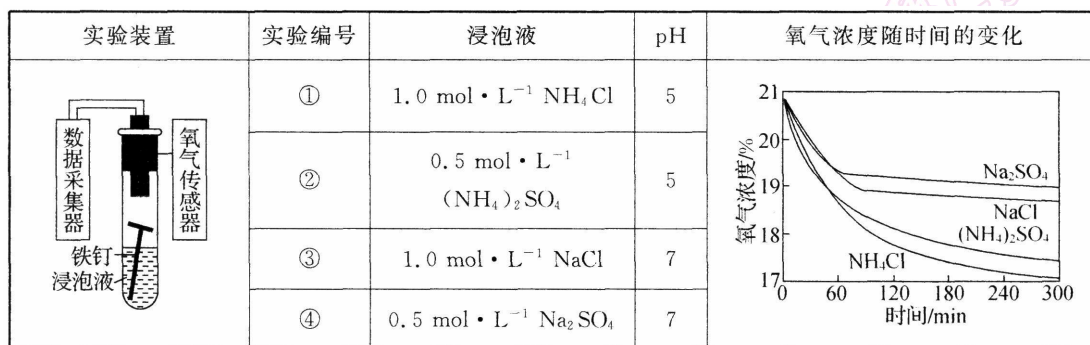 实验装置 实验编号 浸泡液 pH 氧气浓度随时间的变化
数据采集器
氧气传感器
铁钉
浸泡液
① 1.0 mol·L⁻¹ NH₄Cl 5
② 0.5 mol·L⁻¹
(NH₄)₂SO₄ 5
③ 1.0 mol·L⁻¹ NaCl 7
④ 0.5 mol·L⁻¹ Na₂SO₄ 7
氧气浓度/%
21
19
18
17
Na₂SO₄
NaCl
(NH₄)₂SO₄
NH₄Cl
0 60 120 180 240 300
时间/min